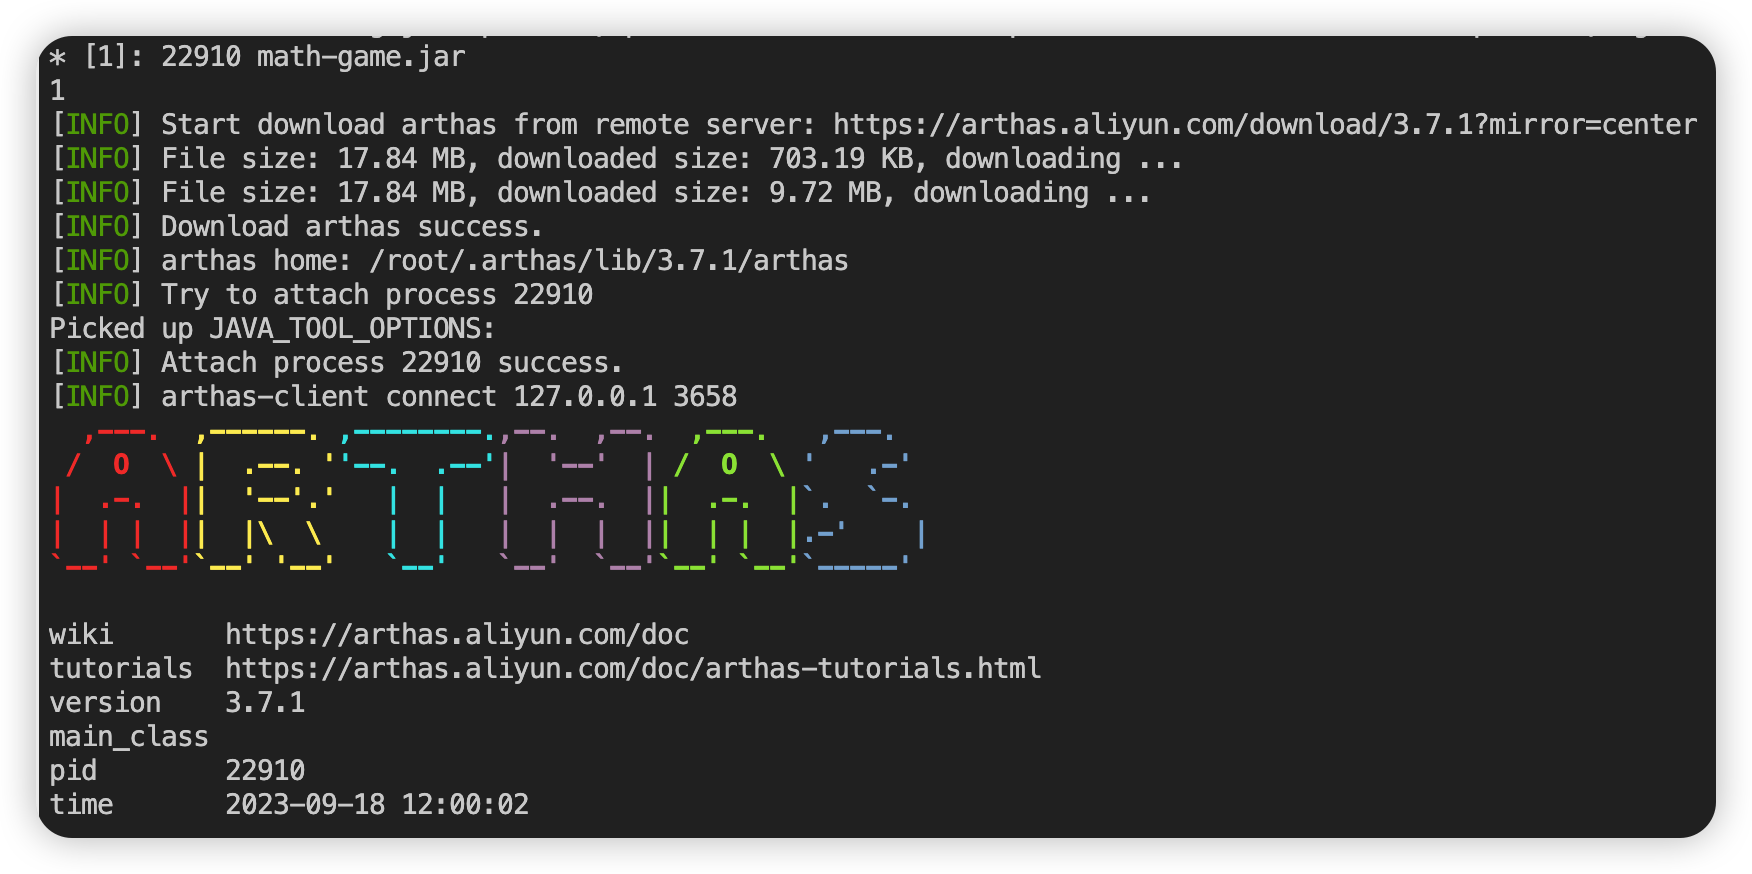 * [1]: 22910 math-game.jar
1
[INFO] Start download arthas from remote server: https://arthas.aliyun.com/download/3.7.1?mirror=center
[INFO] File size: 17.84 MB, downloaded size: 703.19 KB, downloading ...
[INFO] File size: 17.84 MB, downloaded size: 9.72 MB, downloading ...
[INFO] Download arthas success.
[INFO] arthas home: /root/.arthas/lib/3.7.1/arthas
[INFO] Try to attach process 22910
Picked up JAVA_TOOL_OPTIONS:
[INFO] Attach process 22910 success.
[INFO] arthas-client connect 127.0.0.1 3658
ARTHAS
wiki https://arthas.aliyun.com/doc
tutorials https://arthas.aliyun.com/doc/arthas-tutorials.html
version 3.7.1
main_class
pid 22910
time 2023-09-18 12:00:02